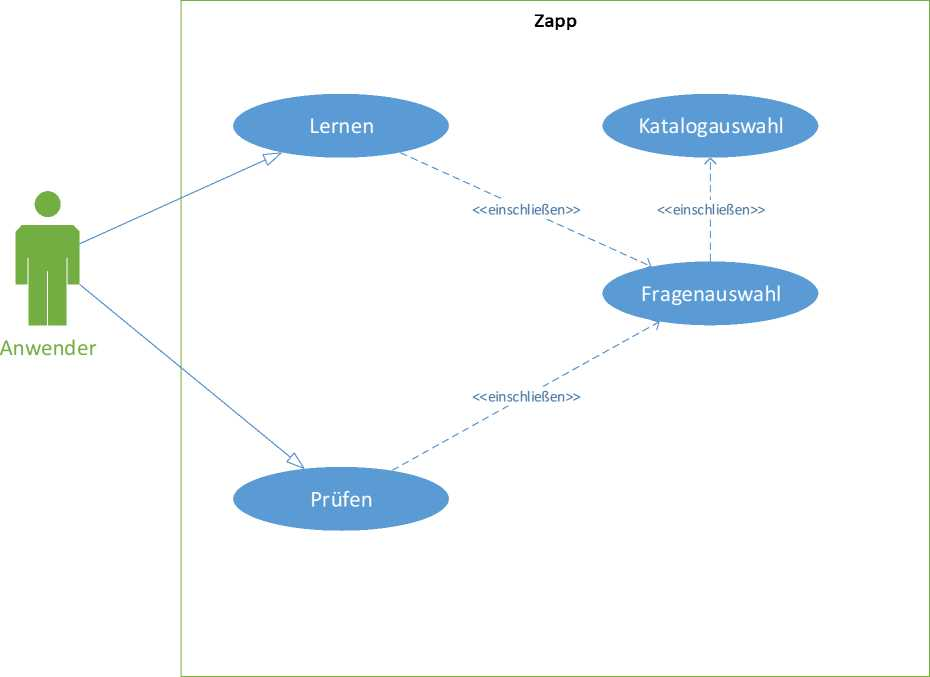 Zapp
Lernen
Katalogauswahl
<<einschließen>>
<<einschließen>>
Fragenauswahl
Anwender
<<einschließen>>
Prüfen